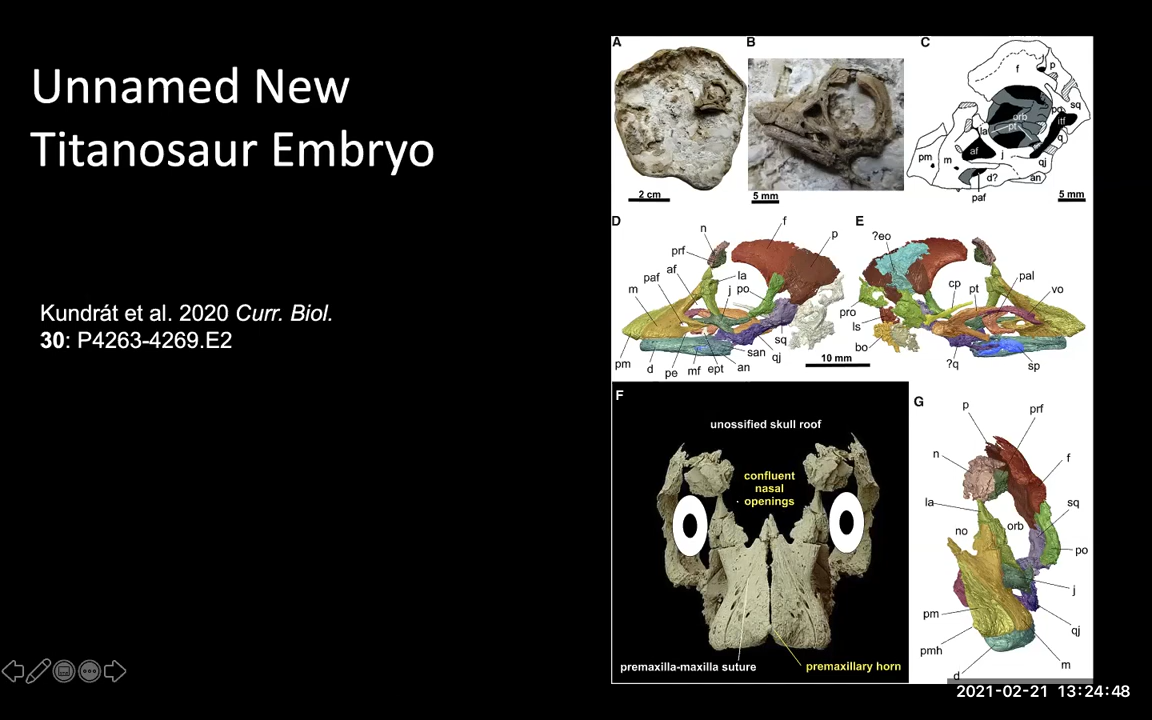 Unnamed New
Titanosaur Embryo
Kundrát et al. 2020 Curr. Biol.
30: P4263-4269.E2
A
B
C
2 cm
5 mm
5 mm
f
p
sq
po
itf
orb
pt
la
q
af
j
qj
pm
m
d?
an
paf
D
E
n
f
p
prf
af
paf
m
la
j
po
pm
d
pe
mf
ept
an
san
qj
sq
10 mm
?eo
cp
pt
pal
vo
pro
ls
bo
?q
sp
F
unossified skull roof
confluent
nasal
openings
premaxilla-maxilla suture
premaxillary horn
G
p
prf
n
f
la
sq
no
orb
po
j
pm
qj
pmh
m
d
2021-02-21 13:24:48